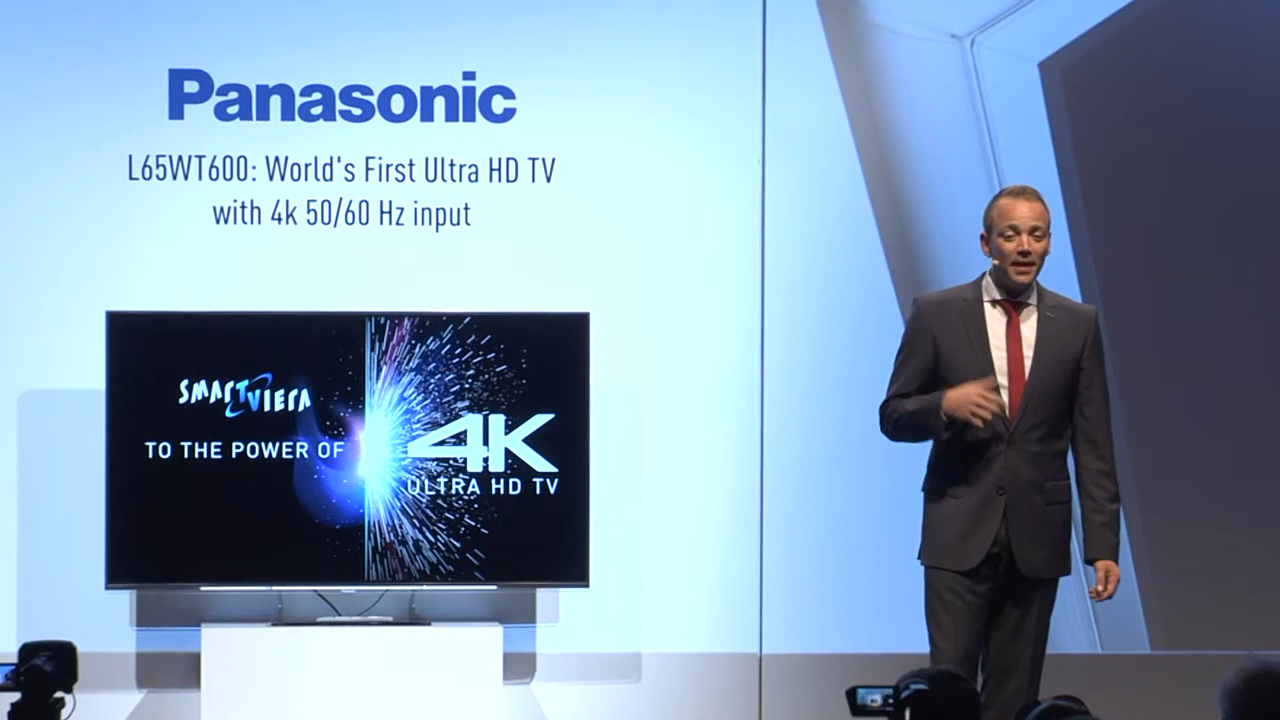 Panasonic
L65WT600: World's First Ultra HD TV
with 4k 50/60 Hz input
SMART VIERA
TO THE POWER OF
4K
ULTRA HD TV